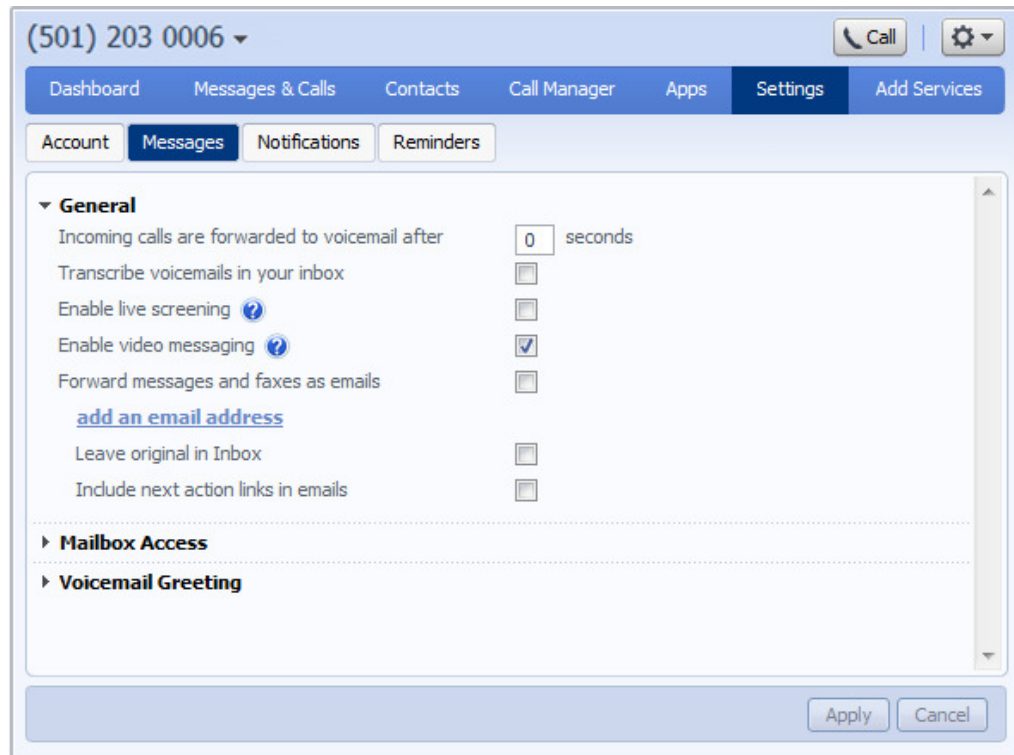 (501) 203 0006
Call
Dashboard Messages & Calls Contacts Call Manager Apps Settings Add Services
Account Messages Notifications Reminders
General
Incoming calls are forwarded to voicemail after 0 seconds
Transcribe voicemails in your inbox
Enable live screening ?
Enable video messaging ?
Forward messages and faxes as emails
add an email address
Leave original in Inbox
Include next action links in emails
Mailbox Access
Voicemail Greeting
Apply Cancel